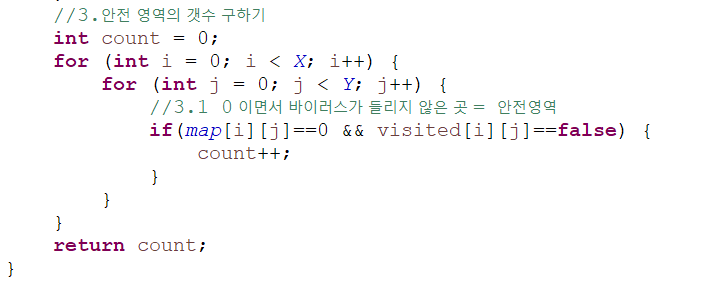 //3.안전 영역의 갯수 구하기
int count = 0;
for (int i = 0; i < X; i++) {
for (int j = 0; j < Y; j++) {
//3.1 0 이면서 바이러스가 들리지 않은 곳 = 안전영역
if(map[i][j]==0 && visited[i][j]==false) {
count++;
}
}
}
return count;
}